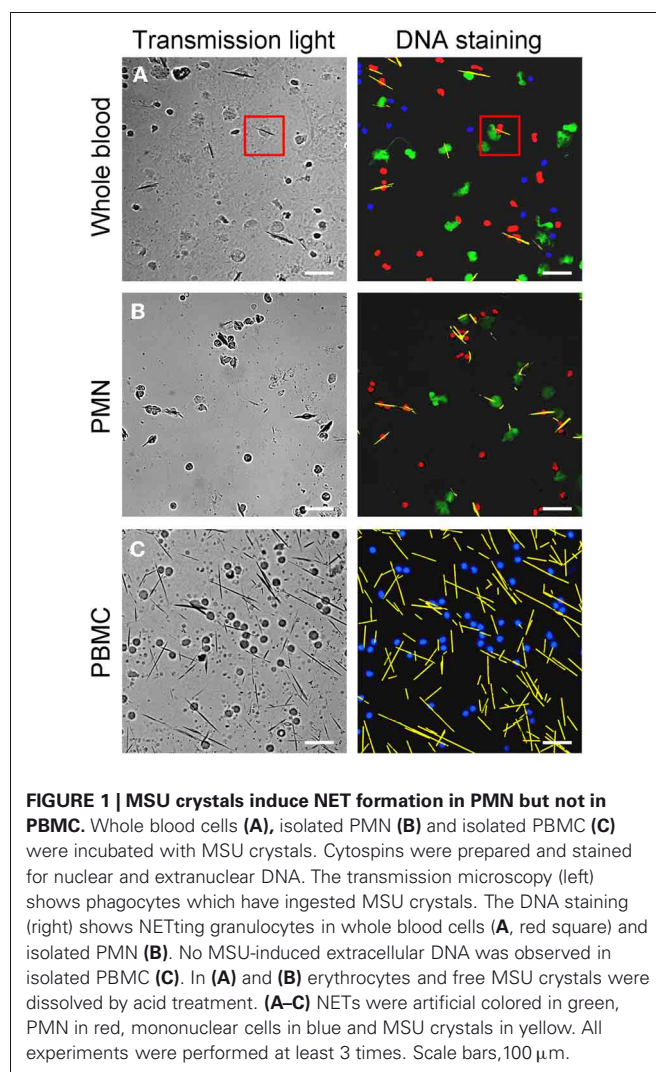 Transmission light
DNA staining
Whole blood
A
PMN
B
PBMC
C
FIGURE 1 | MSU crystals induce NET formation in PMN but not in
PBMC. Whole blood cells (A), isolated PMN (B) and isolated PBMC (C)
were incubated with MSU crystals. Cytospins were prepared and stained
for nuclear and extranuclear DNA. The transmission microscopy (left)
shows phagocytes which have ingested MSU crystals. The DNA staining
(right) shows NETting granulocytes in whole blood cells (A, red square) and
isolated PMN (B). No MSU-induced extracellular DNA was observed in
isolated PBMC (C). In (A) and (B) erythrocytes and free MSU crystals were
dissolved by acid treatment. (A–C) NETs were artificial colored in green,
PMN in red, mononuclear cells in blue and MSU crystals in yellow. All
experiments were performed at least 3 times. Scale bars,100 μm.